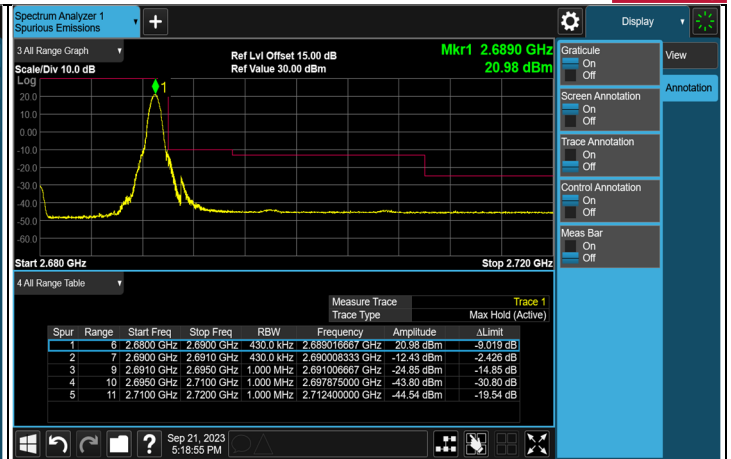 Spectrum Analyzer 1
Spurious Emissions
+
Display
3 All Range Graph
Ref Lvl Offset 15.00 dB
Mkr1 2.6890 GHz
Scale/Div 10.0 dB
Ref Value 30.00 dBm
20.98 dBm
Log
1
20.0
10.0
0.00
-10.0
-20.0
-30.0
-40.0
-50.0
-60.0
Start 2.680 GHz
Stop 2.720 GHz
Graticule
On
Off
Screen Annotation
On
Off
Trace Annotation
On
Off
Control Annotation
On
Off
Meas Bar
On
Off
View
Annotation
4 All Range Table
Measure Trace Trace 1
Trace Type Max Hold (Active)
Spur Range Start Freq Stop Freq RBW Frequency Amplitude ΔLimit
1 6 2.6800 GHz 2.6900 GHz 430.0 kHz 2.689016667 GHz 20.98 dBm -9.019 dB
2 7 2.6900 GHz 2.6910 GHz 430.0 kHz 2.690008333 GHz -12.43 dBm -2.426 dB
3 9 2.6910 GHz 2.6950 GHz 1.000 MHz 2.691006667 GHz -24.85 dBm -14.85 dB
4 10 2.6950 GHz 2.7100 GHz 1.000 MHz 2.697875000 GHz -43.80 dBm -30.80 dB
5 11 2.7100 GHz 2.7200 GHz 1.000 MHz 2.712400000 GHz -44.54 dBm -19.54 dB
?
Sep 21, 2023
5:18:55 PM